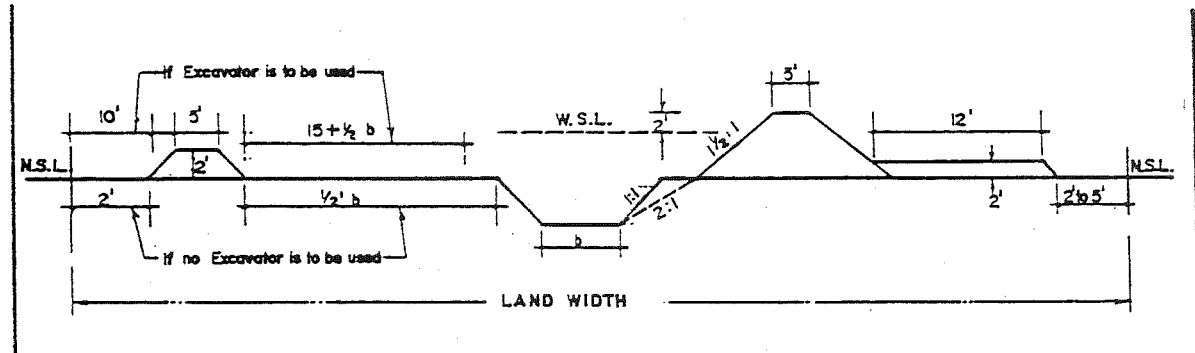 If Excavator is to be used
10'
5'
15+½ b
W.S.L.
2'
1½:1
3'
12'
N.S.L.
2'
N.S.L.
2'
½' b
1:1
2:1
2'
2' to 5'
b
If no Excavator is to be used
LAND WIDTH